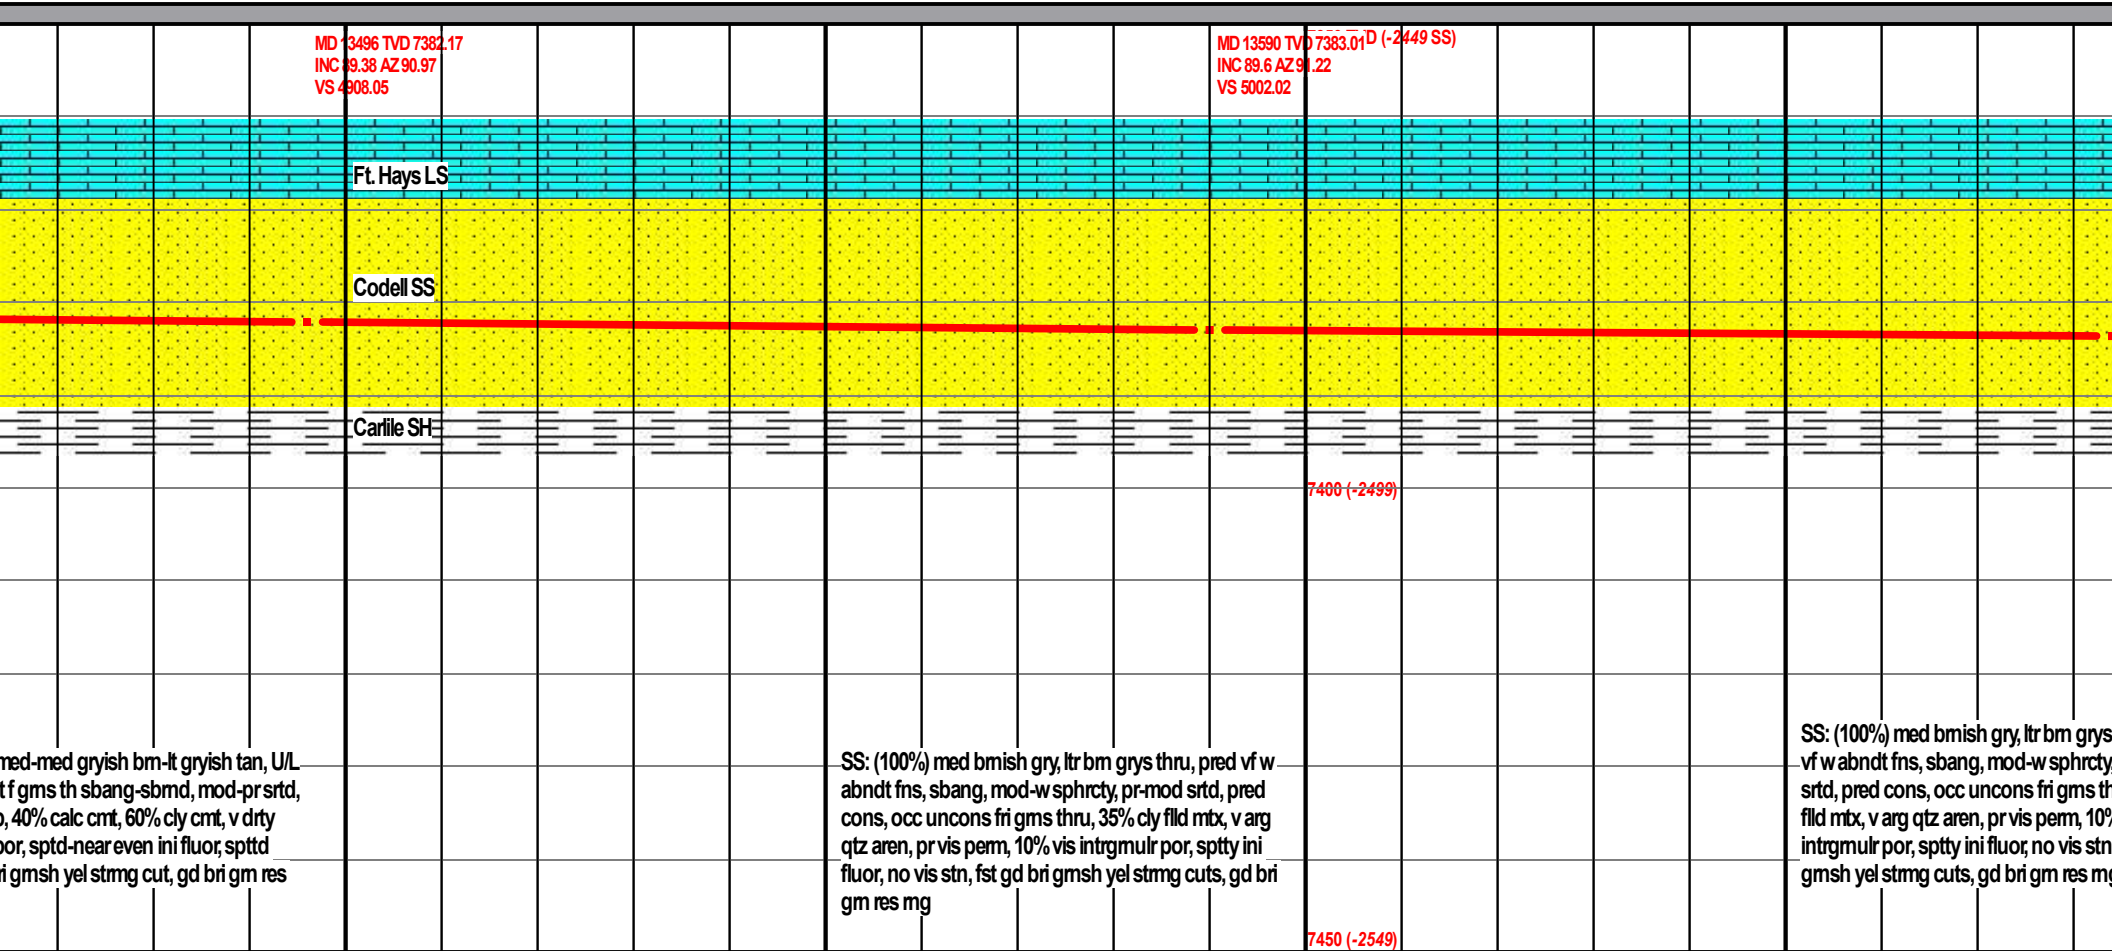 MD 13496 TVD 7382.17
INC 89.38 AZ 90.97
VS 4908.05
MD 13590 TVD 7383.01
INC 89.6 AZ 91.22
VS 5002.02
D (-2449 SS)
Ft. Hays LS
Codell SS
Carlile SH
7400 (-2499)
med-med gryish brn-lt gryish tan, U/L
t f grns th sbang-sbrnd, mod-pr srtd,
, 40% calc cmt, 60% cly cmt, v drty
or, sptd-near even ini fluor, spttd
ri grnsh yel strmg cut, gd bri grn res
SS: (100%) med brnish gry, ltr brn grys thru, pred vf w
abndt fns, sbang, mod-w sphrcty, pr-mod srtd, pred
cons, occ uncons fri grns thru, 35% cly flld mtx, v arg
qtz aren, pr vis perm, 10% vis intrgrnulr por, sptty ini
fluor, no vis stn, fst gd bri grnsh yel strmg cuts, gd bri
grn res rng
SS: (100%) med brnish gry, ltr brn grys
vf w abndt fns, sbang, mod-w sphrcty,
srtd, pred cons, occ uncons fri grns th
flld mtx, v arg qtz aren, pr vis perm, 10%
intrgrnulr por, sptty ini fluor, no vis stn
grnsh yel strmg cuts, gd bri grn res rng
7450 (-2549)